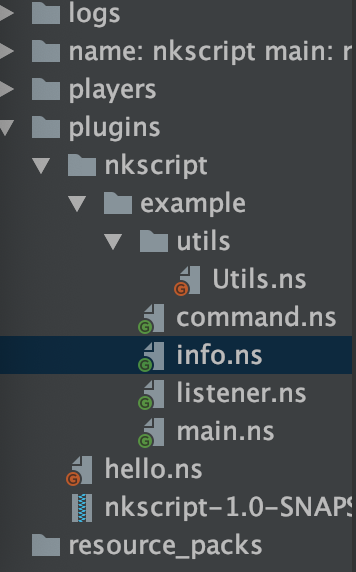 logs
name: nkscript main: r
players
plugins
nkscript
example
utils
Utils.ns
command.ns
info.ns
listener.ns
main.ns
hello.ns
nkscript-1.0-SNAPS
resource_packs